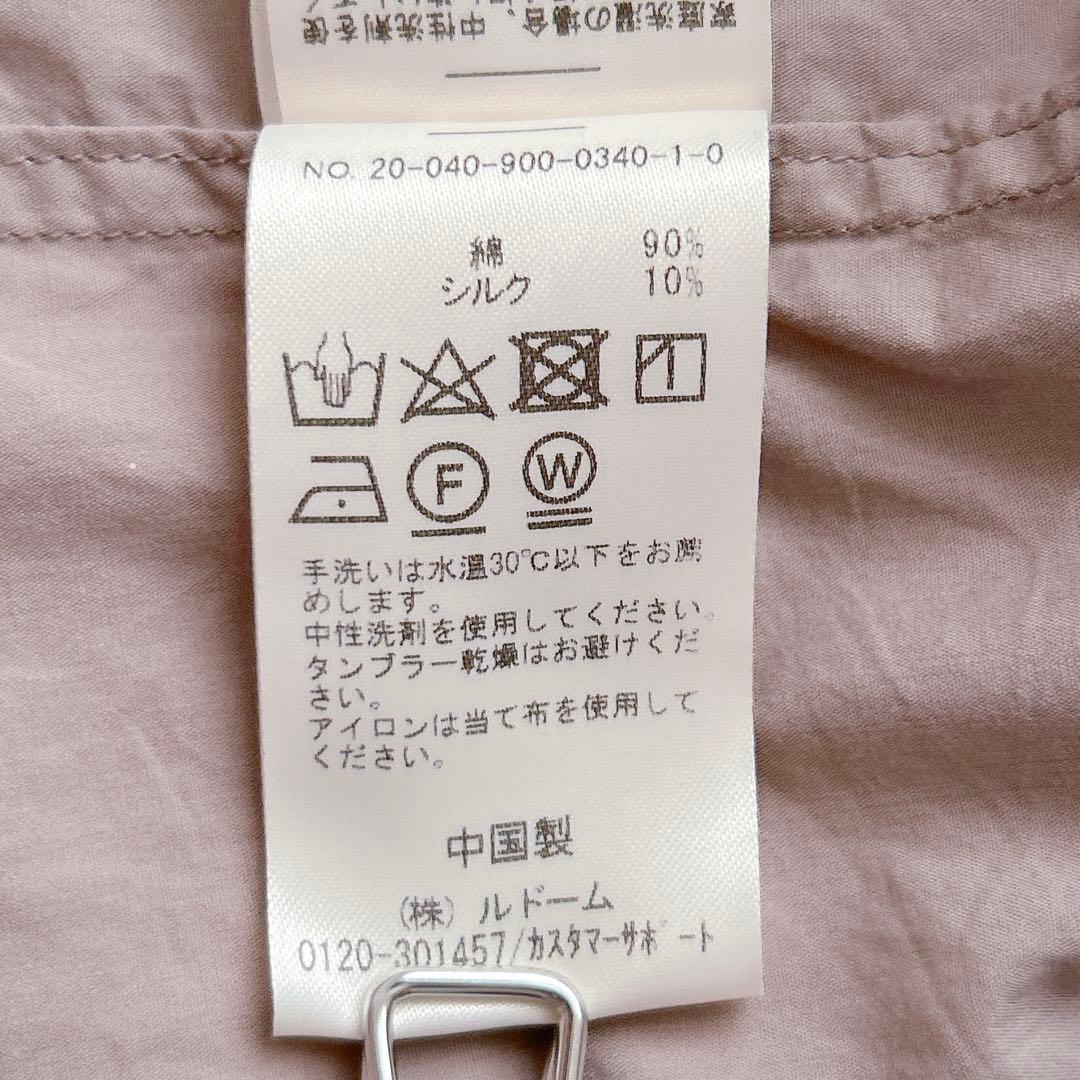 家庭洗濯の場合、中性洗剤を使
NO. 20-040-900-0340-1-0
綿 90%
シルク 10%
F W
手洗いは水温30℃以下をお薦
めします。
中性洗剤を使用してください。
タンブラー乾燥はお避けくだ
さい。
アイロンは当て布を使用して
ください。
中国製
(株) ルドーム
0120-301457/カスタマーサポート